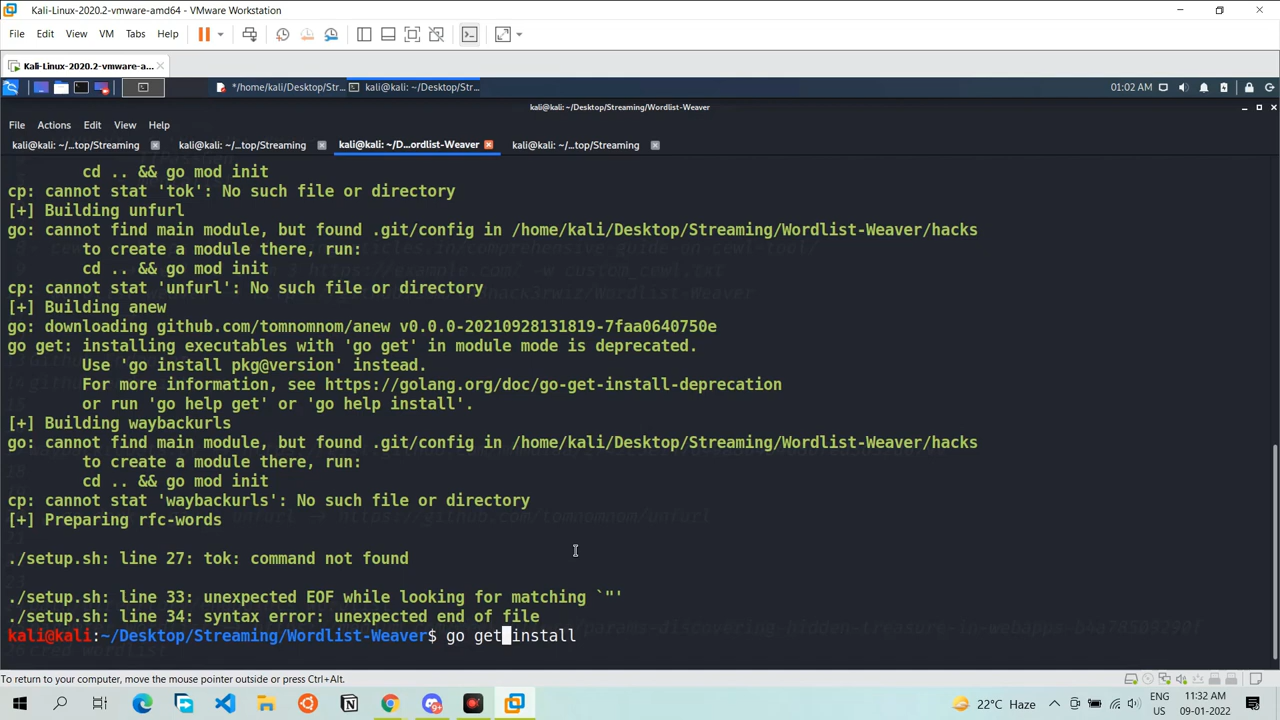 Kali-Linux-2020.2-vmware-amd64 - VMware Workstation
File Edit View VM Tabs Help
Kali-Linux-2020.2-vmware-a...
*/home/kali/Desktop/Str... kali@kali: ~/Desktop/Str... 01:02 AM
kali@kali: ~/Desktop/Streaming/Wordlist-Weaver
File Actions Edit View Help
kali@kali: ~/...top/Streaming kali@kali: ~/...top/Streaming kali@kali: ~/D...ordlist-Weaver kali@kali: ~/...top/Streaming
cd .. && go mod init
cp: cannot stat 'tok': No such file or directory
[+] Building unfurl
go: cannot find main module, but found .git/config in /home/kali/Desktop/Streaming/Wordlist-Weaver/hacks
to create a module there, run:
cd .. && go mod init
cp: cannot stat 'unfurl': No such file or directory
[+] Building anew
go: downloading github.com/tomnomnom/anew v0.0.0-20210928131819-7faa0640750e
go get: installing executables with 'go get' in module mode is deprecated.
Use 'go install pkg@version' instead.
For more information, see https://golang.org/doc/go-get-install-deprecation
or run 'go help get' or 'go help install'.
[+] Building waybackurls
go: cannot find main module, but found .git/config in /home/kali/Desktop/Streaming/Wordlist-Weaver/hacks
to create a module there, run:
cd .. && go mod init
cp: cannot stat 'waybackurls': No such file or directory
[+] Preparing rfc-words
./setup.sh: line 27: tok: command not found
./setup.sh: line 33: unexpected EOF while looking for matching `"'
./setup.sh: line 34: syntax error: unexpected end of file
kali@kali:~/Desktop/Streaming/Wordlist-Weaver$ go get install
To return to your computer, move the mouse pointer outside or press Ctrl+Alt.
22°C Haze ENG US 11:32 AM 09-01-2022